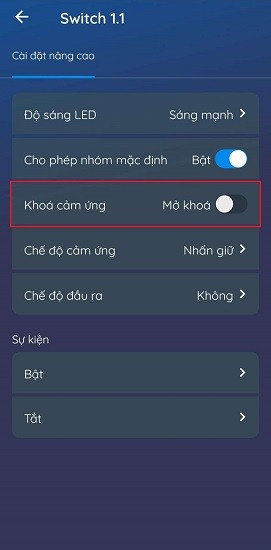 Switch 1.1
Cài đặt nâng cao
Độ sáng LED Sáng mạnh
Cho phép nhóm mặc định Bật
Khoá cảm ứng Mở khoá
Chế độ cảm ứng Nhấn giữ
Chế độ đầu ra Không
Sự kiện
Bật
Tắt